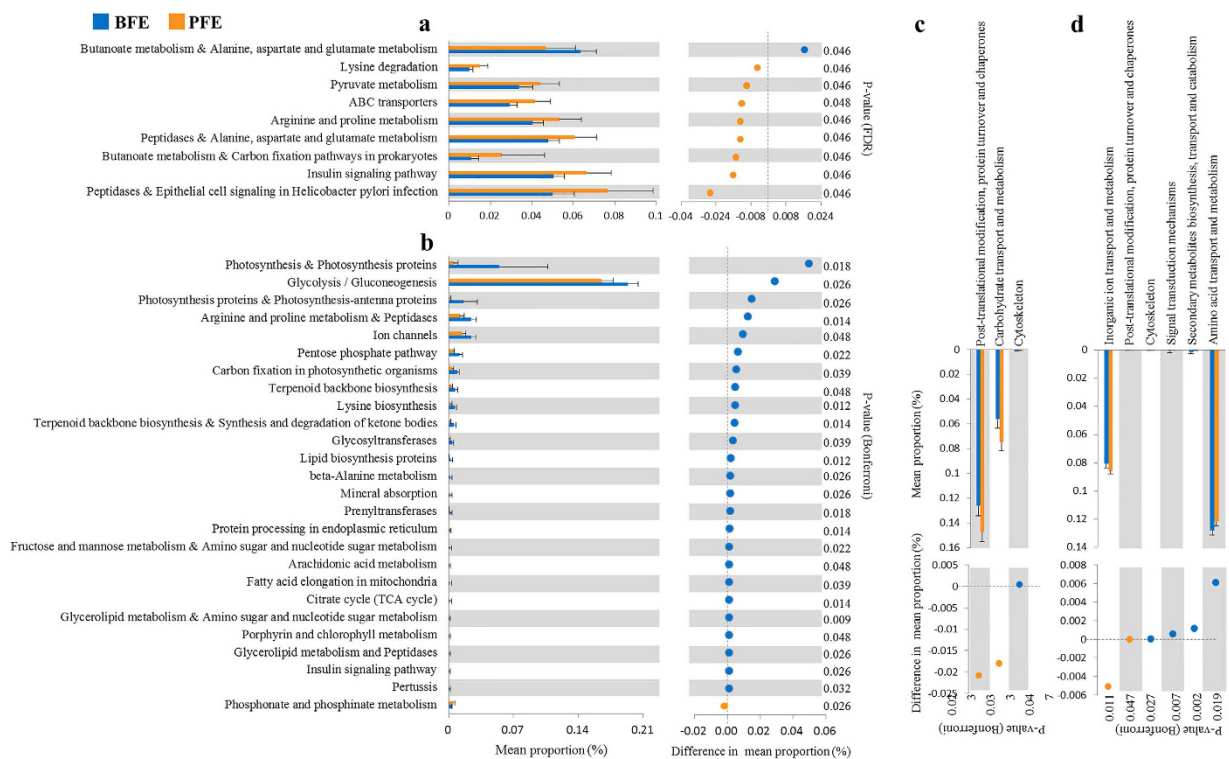 BFE PFE
a
Butanoate metabolism & Alanine, aspartate and glutamate metabolism 0.046
Lysine degradation 0.046
Pyruvate metabolism 0.046
ABC transporters 0.048
Arginine and proline metabolism 0.046
Peptidases & Alanine, aspartate and glutamate metabolism 0.046
Butanoate metabolism & Carbon fixation pathways in prokaryotes 0.046
Insulin signaling pathway 0.046
Peptidases & Epithelial cell signaling in Helicobacter pylori infection 0.046
0 0.02 0.04 0.06 0.08 0.1
-0.04 -0.024 -0.008 0.008 0.024
P-value (FDR)
b
Photosynthesis & Photosynthesis proteins 0.018
Glycolysis / Gluconeogenesis 0.026
Photosynthesis proteins & Photosynthesis-antenna proteins 0.026
Arginine and proline metabolism & Peptidases 0.014
Ion channels 0.048
Pentose phosphate pathway 0.022
Carbon fixation in photosynthetic organisms 0.039
Terpenoid backbone biosynthesis 0.048
Lysine biosynthesis 0.012
Terpenoid backbone biosynthesis & Synthesis and degradation of ketone bodies 0.014
Glycosyltransferases 0.039
Lipid biosynthesis proteins 0.012
beta-Alanine metabolism 0.026
Mineral absorption 0.026
Prenyltransferases 0.018
Protein processing in endoplasmic reticulum 0.014
Fructose and mannose metabolism & Amino sugar and nucleotide sugar metabolism 0.022
Arachidonic acid metabolism 0.048
Fatty acid elongation in mitochondria 0.039
Citrate cycle (TCA cycle) 0.014
Glycerolipid metabolism & Amino sugar and nucleotide sugar metabolism 0.009
Porphyrin and chlorophyll metabolism 0.048
Glycerolipid metabolism and Peptidases 0.026
Insulin signaling pathway 0.026
Pertussis 0.032
Phosphonate and phosphinate metabolism 0.026
0 0.07 0.14 0.21
-0.02 0 0.02 0.04 0.06
Mean proportion (%)
Difference in mean proportion (%)
P-value (Bonferroni)
c
Post-translational modification, protein turnover and chaperones
Carbohydrate transport and metabolism
Cytoskeleton
Mean proportion (%)
0
0.02
0.04
0.06
0.08
0.1
0.12
0.14
0.16
Difference in mean proportion (%)
0.005
0
-0.005
-0.01
-0.015
-0.02
-0.025
0.02
3
0.03
3
0.04
7
P-value (Bonferroni)
d
Inorganic ion transport and metabolism
Post-translational modification, protein turnover and chaperones
Cytoskeleton
Signal transduction mechanisms
Secondary metabolites biosynthesis, transport and catabolism
Amino acid transport and metabolism
0
0.02
0.04
0.06
0.08
0.1
0.12
0.14
0.006
0.004
0.002
0
-0.002
-0.004
-0.006
0.011
0.047
0.027
0.007
0.002
0.019
P-value (Bonferroni)